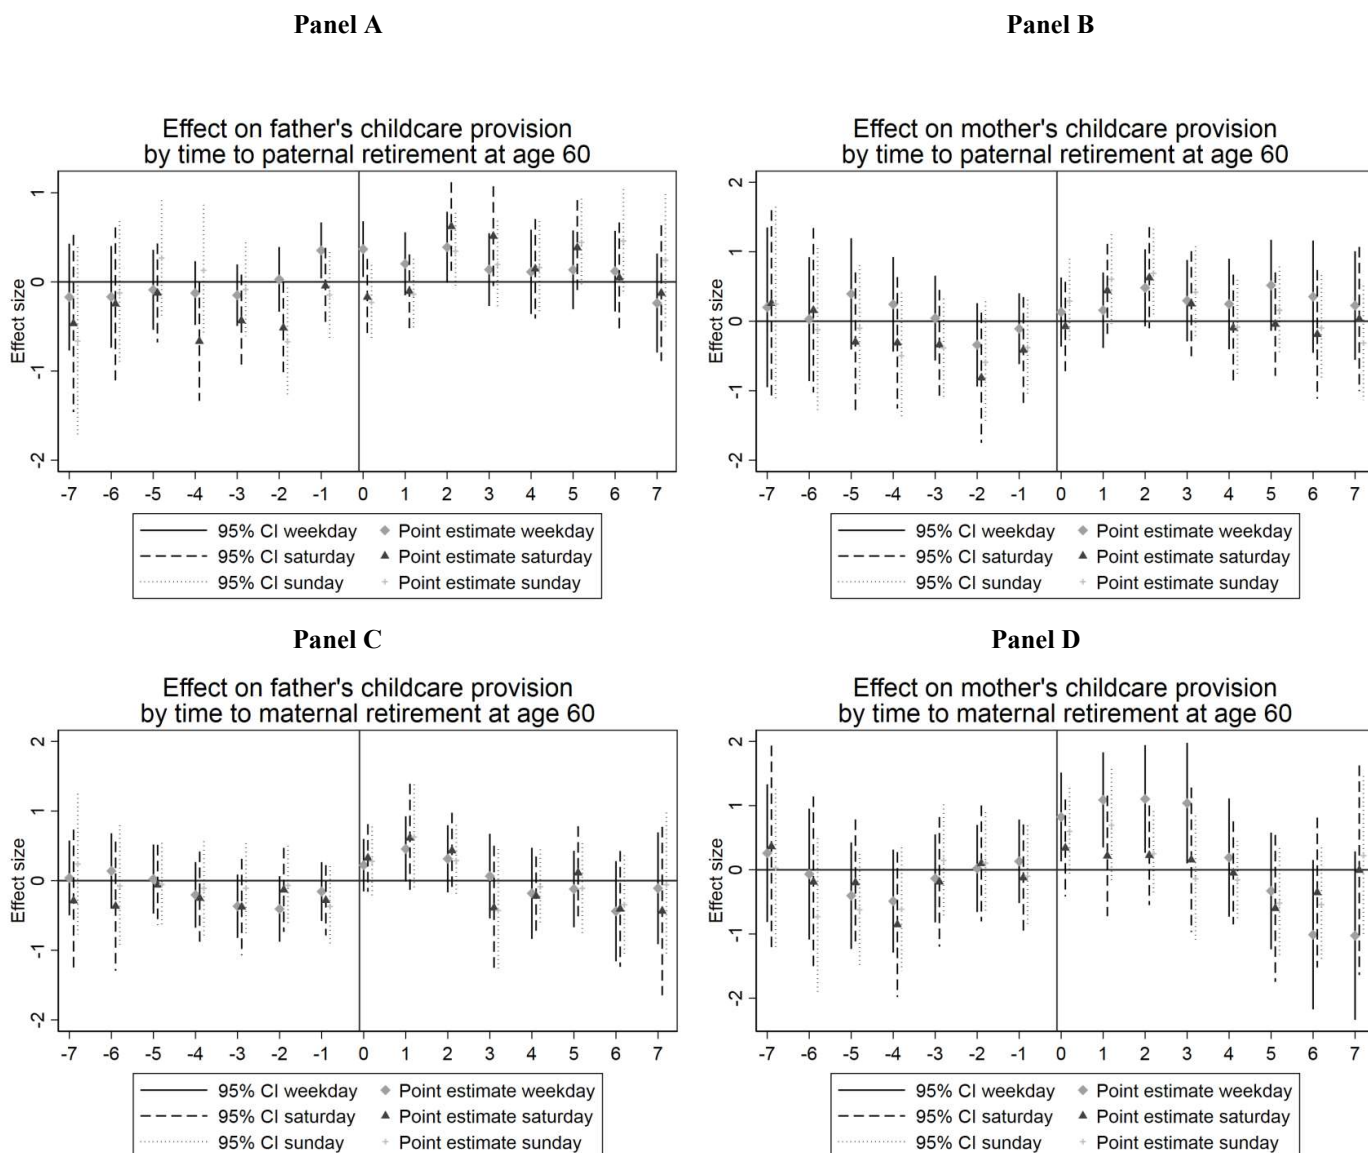 Panel A
Panel B
Effect on father's childcare provision
by time to paternal retirement at age 60
Effect size
1
0
-1
-2
-7 -6 -5 -4 -3 -2 -1 0 1 2 3 4 5 6 7
95% CI weekday Point estimate weekday
95% CI saturday Point estimate saturday
95% CI sunday Point estimate sunday
Effect on mother's childcare provision
by time to paternal retirement at age 60
Effect size
2
1
0
-1
-2
-7 -6 -5 -4 -3 -2 -1 0 1 2 3 4 5 6 7
95% CI weekday Point estimate weekday
95% CI saturday Point estimate saturday
95% CI sunday Point estimate sunday
Panel C
Panel D
Effect on father's childcare provision
by time to maternal retirement at age 60
Effect size
2
1
0
-1
-2
-7 -6 -5 -4 -3 -2 -1 0 1 2 3 4 5 6 7
95% CI weekday Point estimate weekday
95% CI saturday Point estimate saturday
95% CI sunday Point estimate sunday
Effect on mother's childcare provision
by time to maternal retirement at age 60
Effect size
2
1
0
-1
-2
-7 -6 -5 -4 -3 -2 -1 0 1 2 3 4 5 6 7
95% CI weekday Point estimate weekday
95% CI saturday Point estimate saturday
95% CI sunday Point estimate sunday